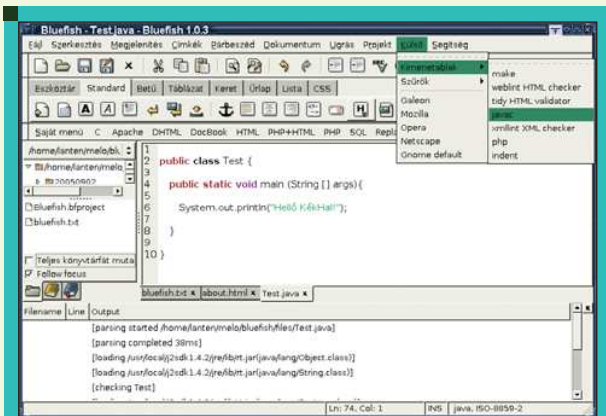 Bluefish - Test.java - Bluefish 1.0.3
Fájl Szerkesztés Megjelenítés Címkék Párbeszéd Dokumentum Ugrás Projekt Külső Segítség
Kimenetablak
Szűrők
Galeon
Mozilla
Opera
Netscape
Gnome default
make
weblint HTML checker
tidy HTML validator
javac
xmllint XML checker
php
indent
Eszköztár Standard Betű Táblázat Keret Űrlap Lista CSS
Saját menü C Apache DHTML DocBook HTML PHP+HTML PHP SQL
/home/lanten/melo/bl
/home/lanten/melo
20050902
Bluefish.bfproject
bluefish.txt
Teljes könyvtárfát muta
Follow focus
1
2 public class Test {
3
4 public static void main (String [] args){
5
6 System.out.println("Helló KékHal!");
7
8 }
9
10 }
bluefish.txt x about.html x Test.java x
Filename Line Output
[parsing started /home/lanten/melo/bluefish/files/Test.java]
[parsing completed 38ms]
[loading /usr/local/j2sdk1.4.2/jre/lib/rt.jar(java/lang/Object.class)]
[loading /usr/local/j2sdk1.4.2/jre/lib/rt.jar(java/lang/String.class)]
[checking Test]
Ln: 74, Col: 1 INS java, ISO-8859-2